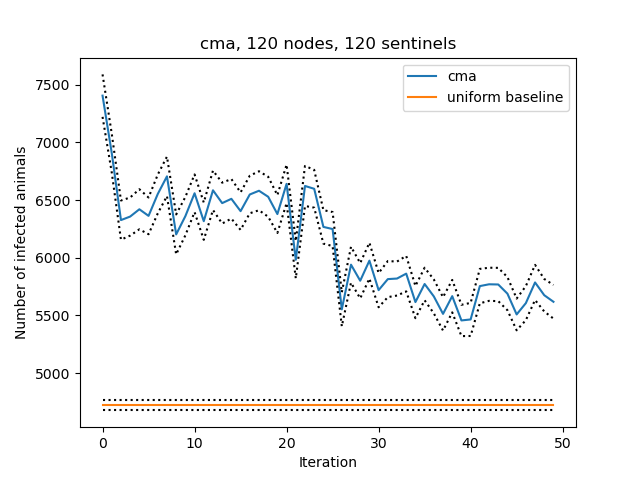 cma, 120 nodes, 120 sentinels
cma
uniform baseline
Number of infected animals
7500
7000
6500
6000
5500
5000
0 10 20 30 40 50
Iteration